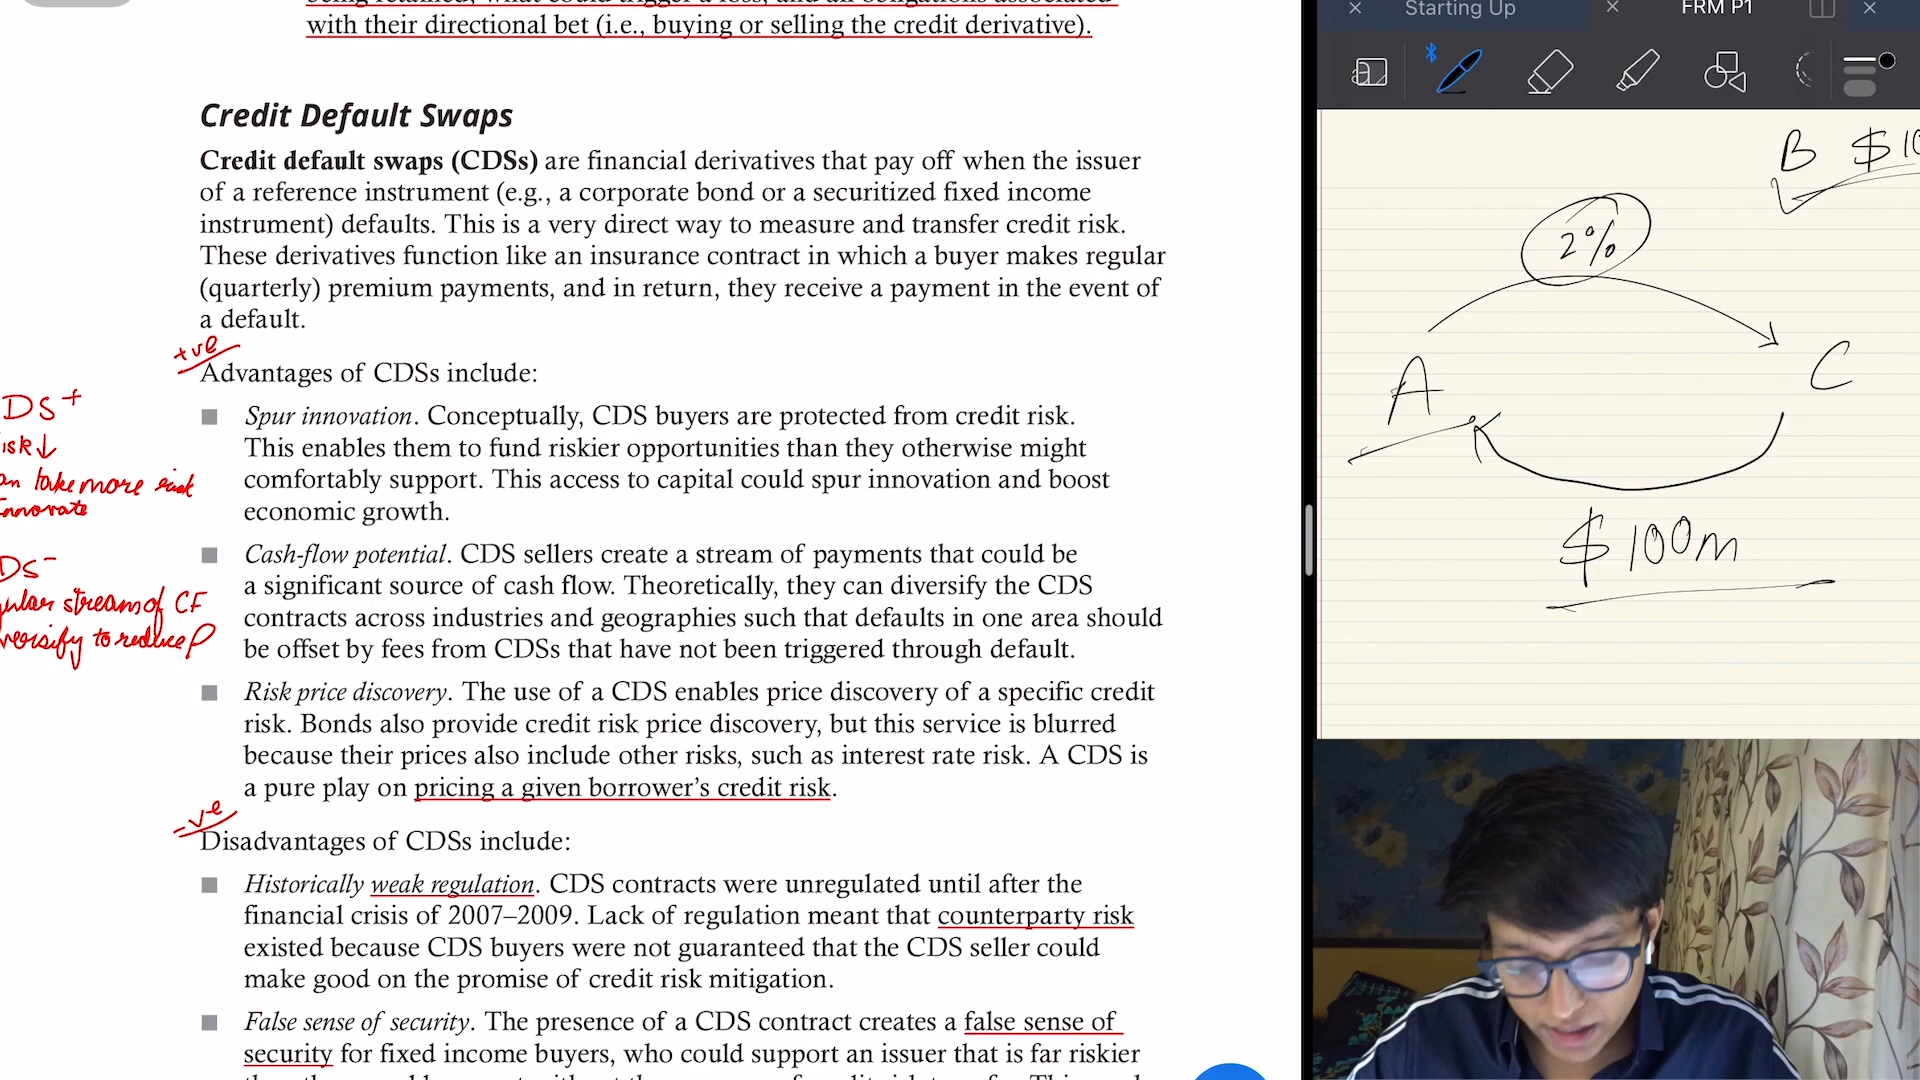 with their directional bet (i.e., buying or selling the credit derivative).
Credit Default Swaps
Credit default swaps (CDSs) are financial derivatives that pay off when the issuer
of a reference instrument (e.g., a corporate bond or a securitized fixed income
instrument) defaults. This is a very direct way to measure and transfer credit risk.
These derivatives function like an insurance contract in which a buyer makes regular
(quarterly) premium payments, and in return, they receive a payment in the event of
a default.
+ve
Advantages of CDSs include:
■ Spur innovation. Conceptually, CDS buyers are protected from credit risk.
This enables them to fund riskier opportunities than they otherwise might
comfortably support. This access to capital could spur innovation and boost
economic growth.
■ Cash-flow potential. CDS sellers create a stream of payments that could be
a significant source of cash flow. Theoretically, they can diversify the CDS
contracts across industries and geographies such that defaults in one area should
be offset by fees from CDSs that have not been triggered through default.
■ Risk price discovery. The use of a CDS enables price discovery of a specific credit
risk. Bonds also provide credit risk price discovery, but this service is blurred
because their prices also include other risks, such as interest rate risk. A CDS is
a pure play on pricing a given borrower’s credit risk.
-ve
Disadvantages of CDSs include:
■ Historically weak regulation. CDS contracts were unregulated until after the
financial crisis of 2007–2009. Lack of regulation meant that counterparty risk
existed because CDS buyers were not guaranteed that the CDS seller could
make good on the promise of credit risk mitigation.
■ False sense of security. The presence of a CDS contract creates a false sense of
security for fixed income buyers, who could support an issuer that is far riskier
DS+
isk↓
an take more risk
innovate
DS-
gular stream of CF
versify to reduce ρ
Starting Up
FRM P1
B $10
2%
A
C
$100m